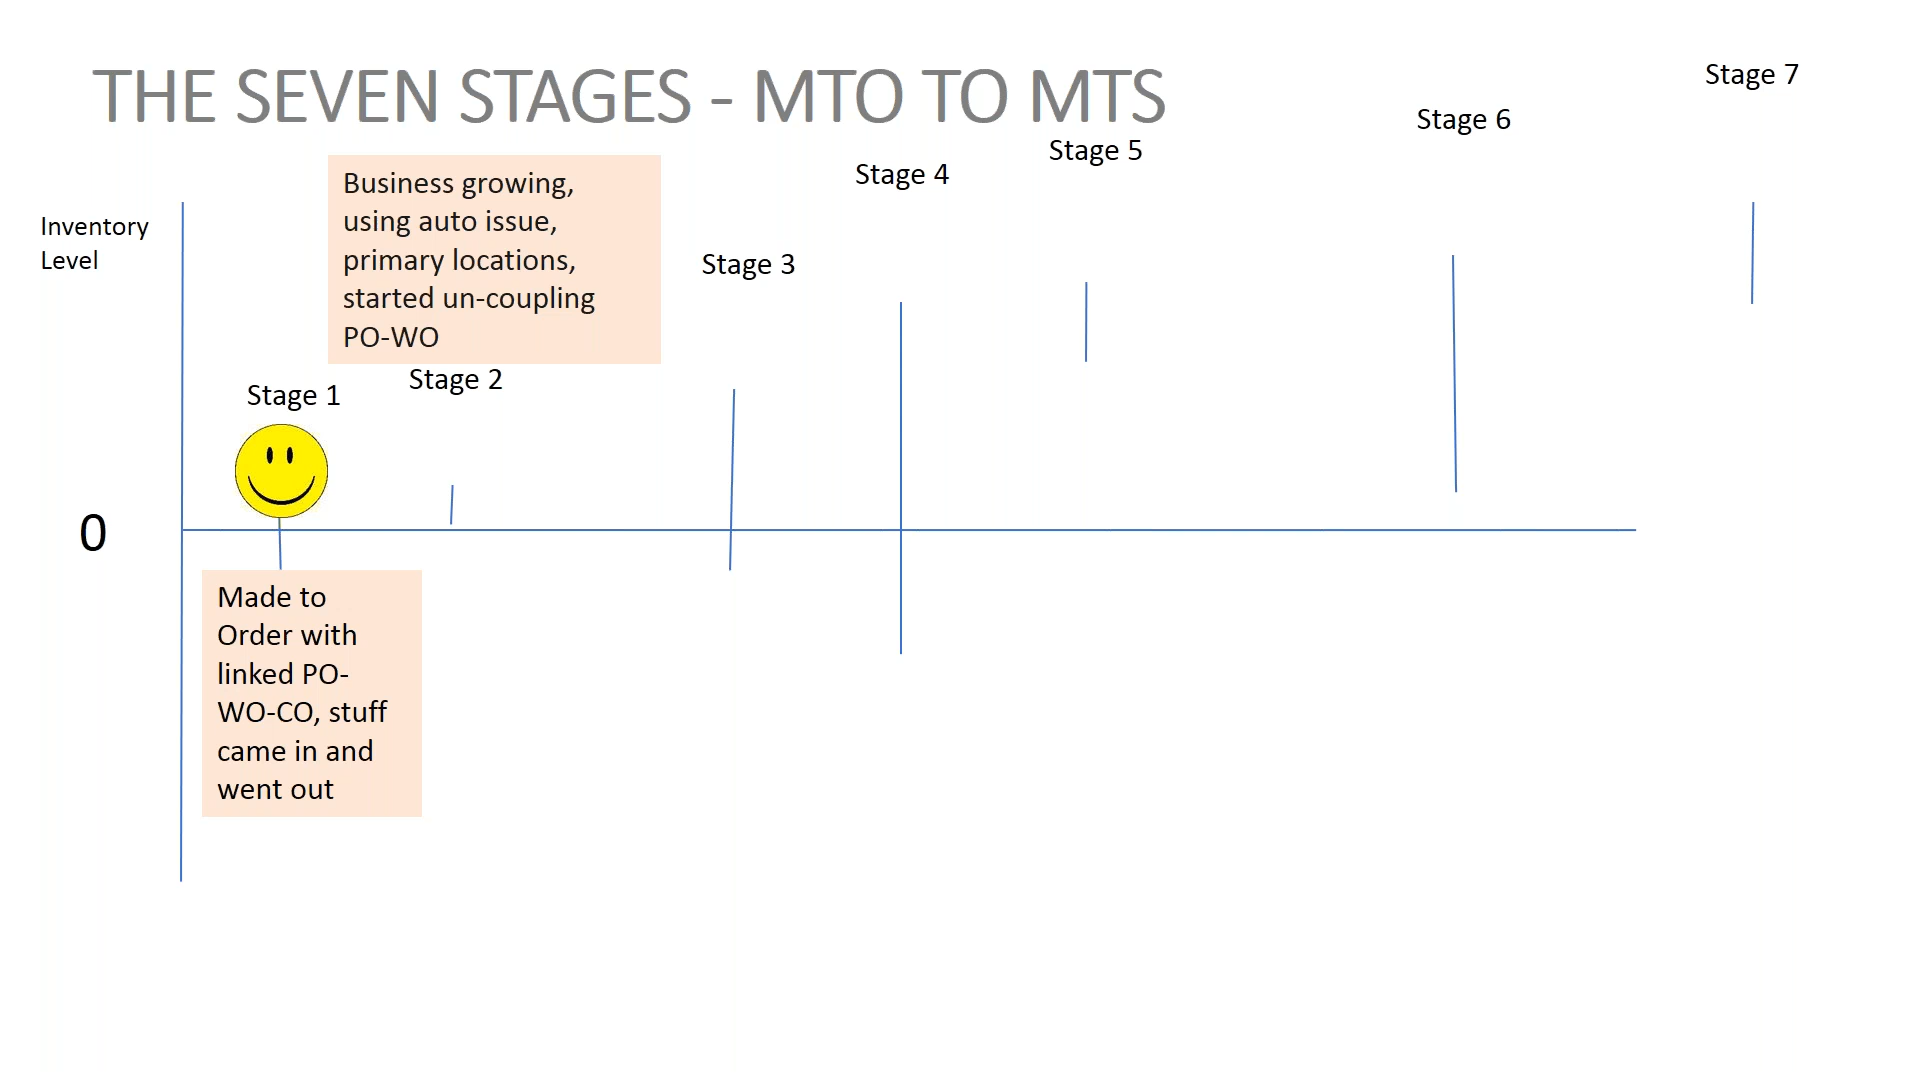 THE SEVEN STAGES - MTO TO MTS
Stage 7
Stage 6
Stage 5
Stage 4
Business growing,
using auto issue,
primary locations,
started un-coupling
PO-WO
Inventory
Level
Stage 3
Stage 2
Stage 1
0
Made to
Order with
linked PO-
WO-CO, stuff
came in and
went out